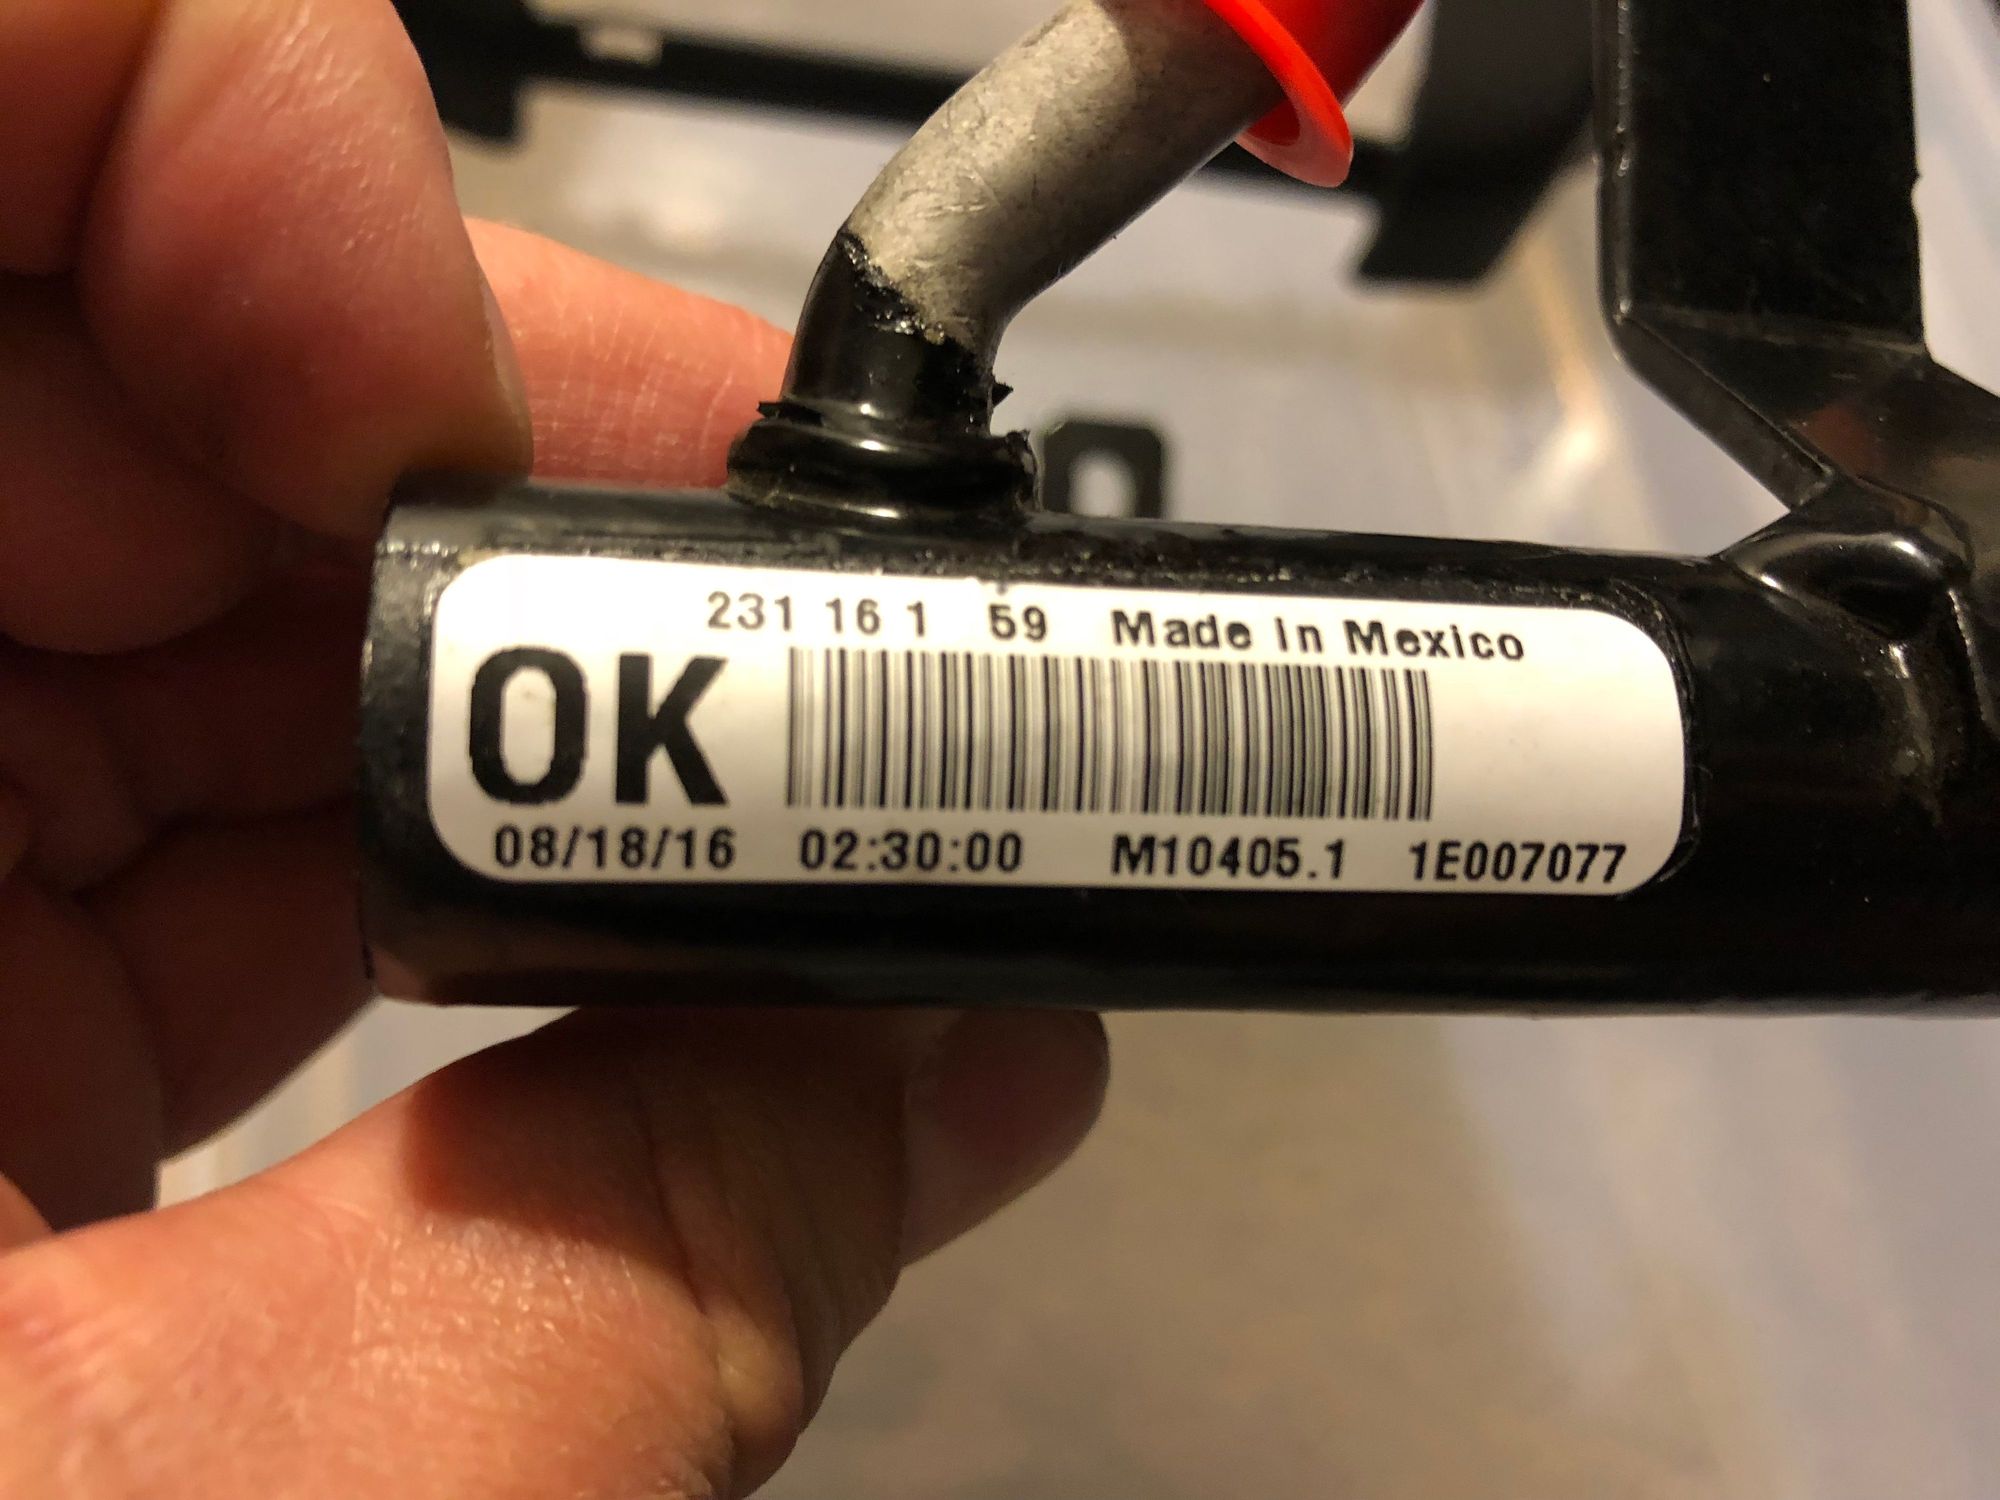 231 16 1 59 Made in Mexico
OK
08/18/16 02:30:00 M10405.1 1E007077